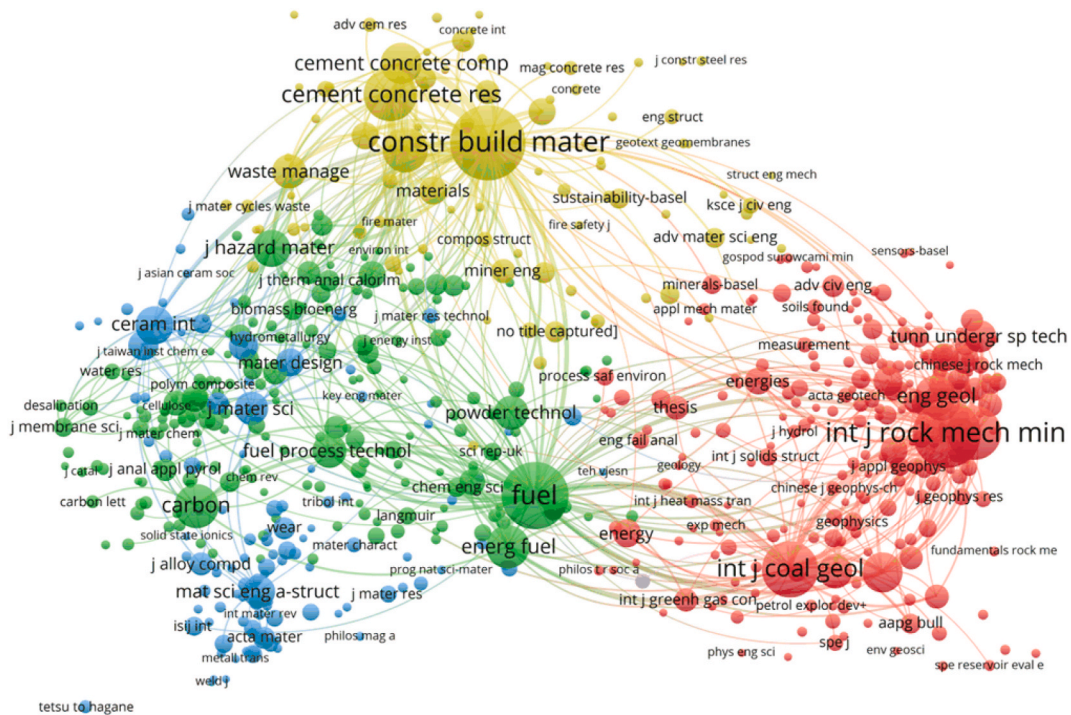 adv cem res
concrete int
cement concrete comp
mag concrete res
j constr steel res
cement concrete res
concrete
eng struct
constr build mater
geotext geomembranes
waste manage
struct eng mech
materials
sustainability-basel
j mater cycles waste
ksce j civ eng
fire mater
fire safety j
j hazard mater
environ int
compos struct
adv mater sci eng
sensors-basel
gospod surowcami min
j asian ceram soc
j therm anal calorim
miner eng
minerals-basel
adv civ eng
biomass bioenerg
j mater res technol
appl mech mater
soils found
ceram int
hydrometallurgy
j energy inst
no title captured]
tunn undergr sp tech
j taiwan inst chem e
measurement
water res
mater design
chinese j rock mech
polym composite
process saf environ
energies
key eng mater
acta geotech
eng geol
desalination
cellulose
j mater sci
powder technol
thesis
j membrane sci
j mater chem
j hydrol
int j rock mech min
eng fail anal
fuel process technol
sci rep-uk
int j solids struct
j catal
j anal appl pyrol
chem rev
teh vjesn
geology
j appl geophys
chem eng sci
chinese j geophys-ch
carbon lett
carbon
tribol int
fuel
int j heat mass tran
j geophys res
langmuir
wear
exp mech
geophysics
solid state ionics
mater charact
energ fuel
energy
fundamentals rock me
j alloy compd
prog nat sci-mater
philos t r soc a
int j coal geol
mat sci eng a-struct
j mater res
int j greenh gas con
petrol explor dev+
int mater rev
isij int
acta mater
philos mag a
aapg bull
spe j
metall trans
phys eng sci
env geosci
spe reservoir eval e
weld j
tetsu to hagane